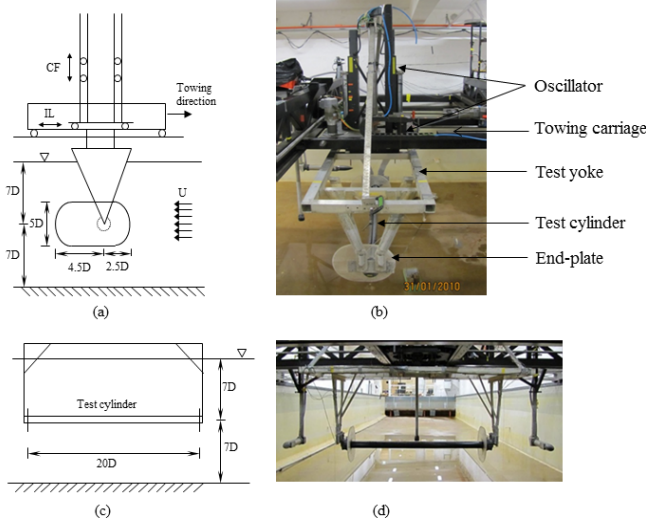 CF
IL
Towing
direction
7D
5D
U
7D
4.5D
2.5D
(a)
Oscillator
Towing carriage
Test yoke
Test cylinder
End-plate
31/01/2010
(b)
Test cylinder
7D
20D
7D
(c)
(d)